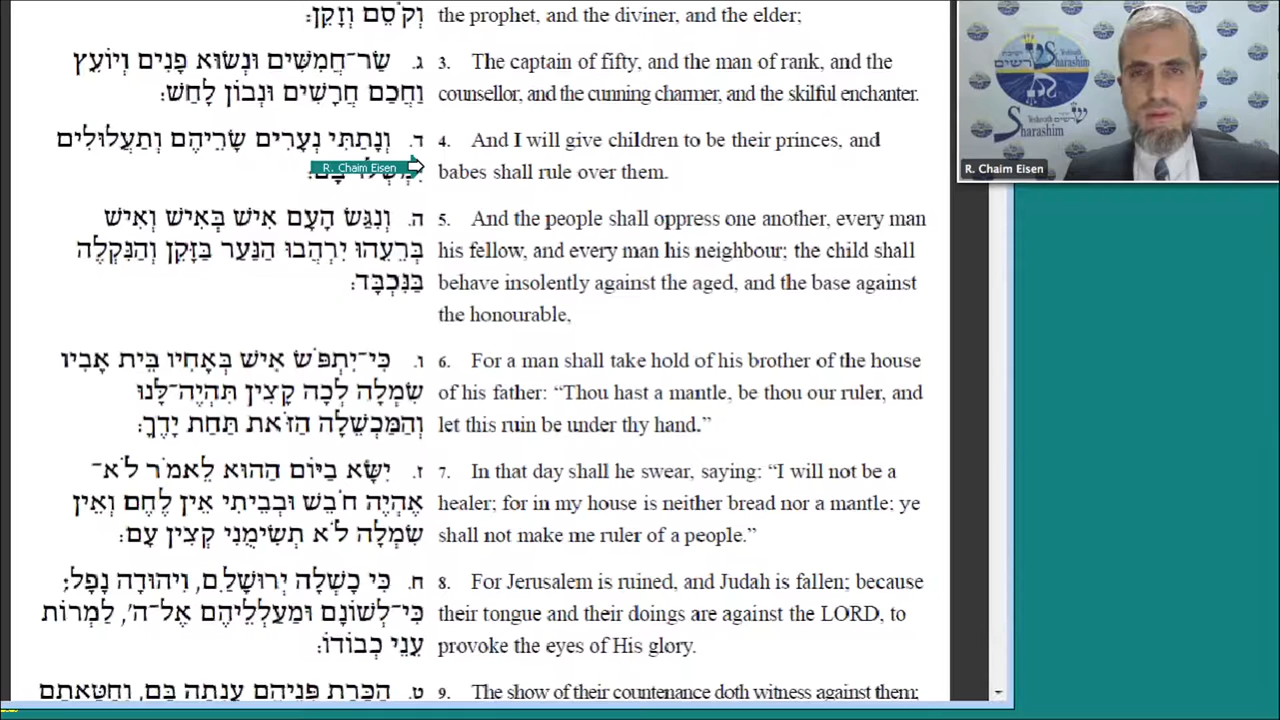 וְקֹסֵם וְזָקֵן:
the prophet, and the diviner, and the elder;
ג. שַׂר־חֲמִשִּׁים וּנְשׂוּא פָנִים וְיוֹעֵץ
וַחֲכַם חֲרָשִׁים וּנְבוֹן לָחַשׁ:
3. The captain of fifty, and the man of rank, and the
counsellor, and the cunning charmer, and the skilful enchanter.
ד. וְנָתַתִּי נְעָרִים שָׂרֵיהֶם וְתַעֲלוּלִים
בָם:
4. And I will give children to be their princes, and
babes shall rule over them.
R. Chaim Eisen
ה. וְנִגַּשׂ הָעָם אִישׁ בְּאִישׁ וְאִישׁ
בְּרֵעֵהוּ יִרְהֲבוּ הַנַּעַר בַּזָּקֵן וְהַנִּקְלֶה
בַּנִּכְבָּד:
5. And the people shall oppress one another, every man
his fellow, and every man his neighbour; the child shall
behave insolently against the aged, and the base against
the honourable,
ו. כִּי־יִתְפֹּשׂ אִישׁ בְּאָחִיו בֵּית אָבִיו
שִׂמְלָה לְכָה קָצִין תִּהְיֶה־לָּנוּ
וְהַמַּכְשֵׁלָה הַזֹּאת תַּחַת יָדֶךָ:
6. For a man shall take hold of his brother of the house
of his father: “Thou hast a mantle, be thou our ruler, and
let this ruin be under thy hand.”
ז. יִשָּׂא בַיּוֹם הַהוּא לֵאמֹר לֹא־
אֶהְיֶה חֹבֵשׁ וּבְבֵיתִי אֵין לֶחֶם וְאֵין
שִׂמְלָה לֹא תְשִׂימֻנִי קְצִין עָם:
7. In that day shall he swear, saying: “I will not be a
healer; for in my house is neither bread nor a mantle; ye
shall not make me ruler of a people.”
ח. כִּי כָשְׁלָה יְרוּשָׁלִַם, וִיהוּדָה נָפָל;
כִּי־לְשׁוֹנָם וּמַעַלְלֵיהֶם אֶל־ה', לַמְרוֹת
עֵנֵי כְבוֹדוֹ:
8. For Jerusalem is ruined, and Judah is fallen; because
their tongue and their doings are against the LORD, to
provoke the eyes of His glory.
ט. הַכָּרַת פְּנֵיהֶם עָנְתָה בָּם, וְחַטָּאתָם
9. The show of their countenance doth witness against them;
Yeshivath
Sharashim
R. Chaim Eisen